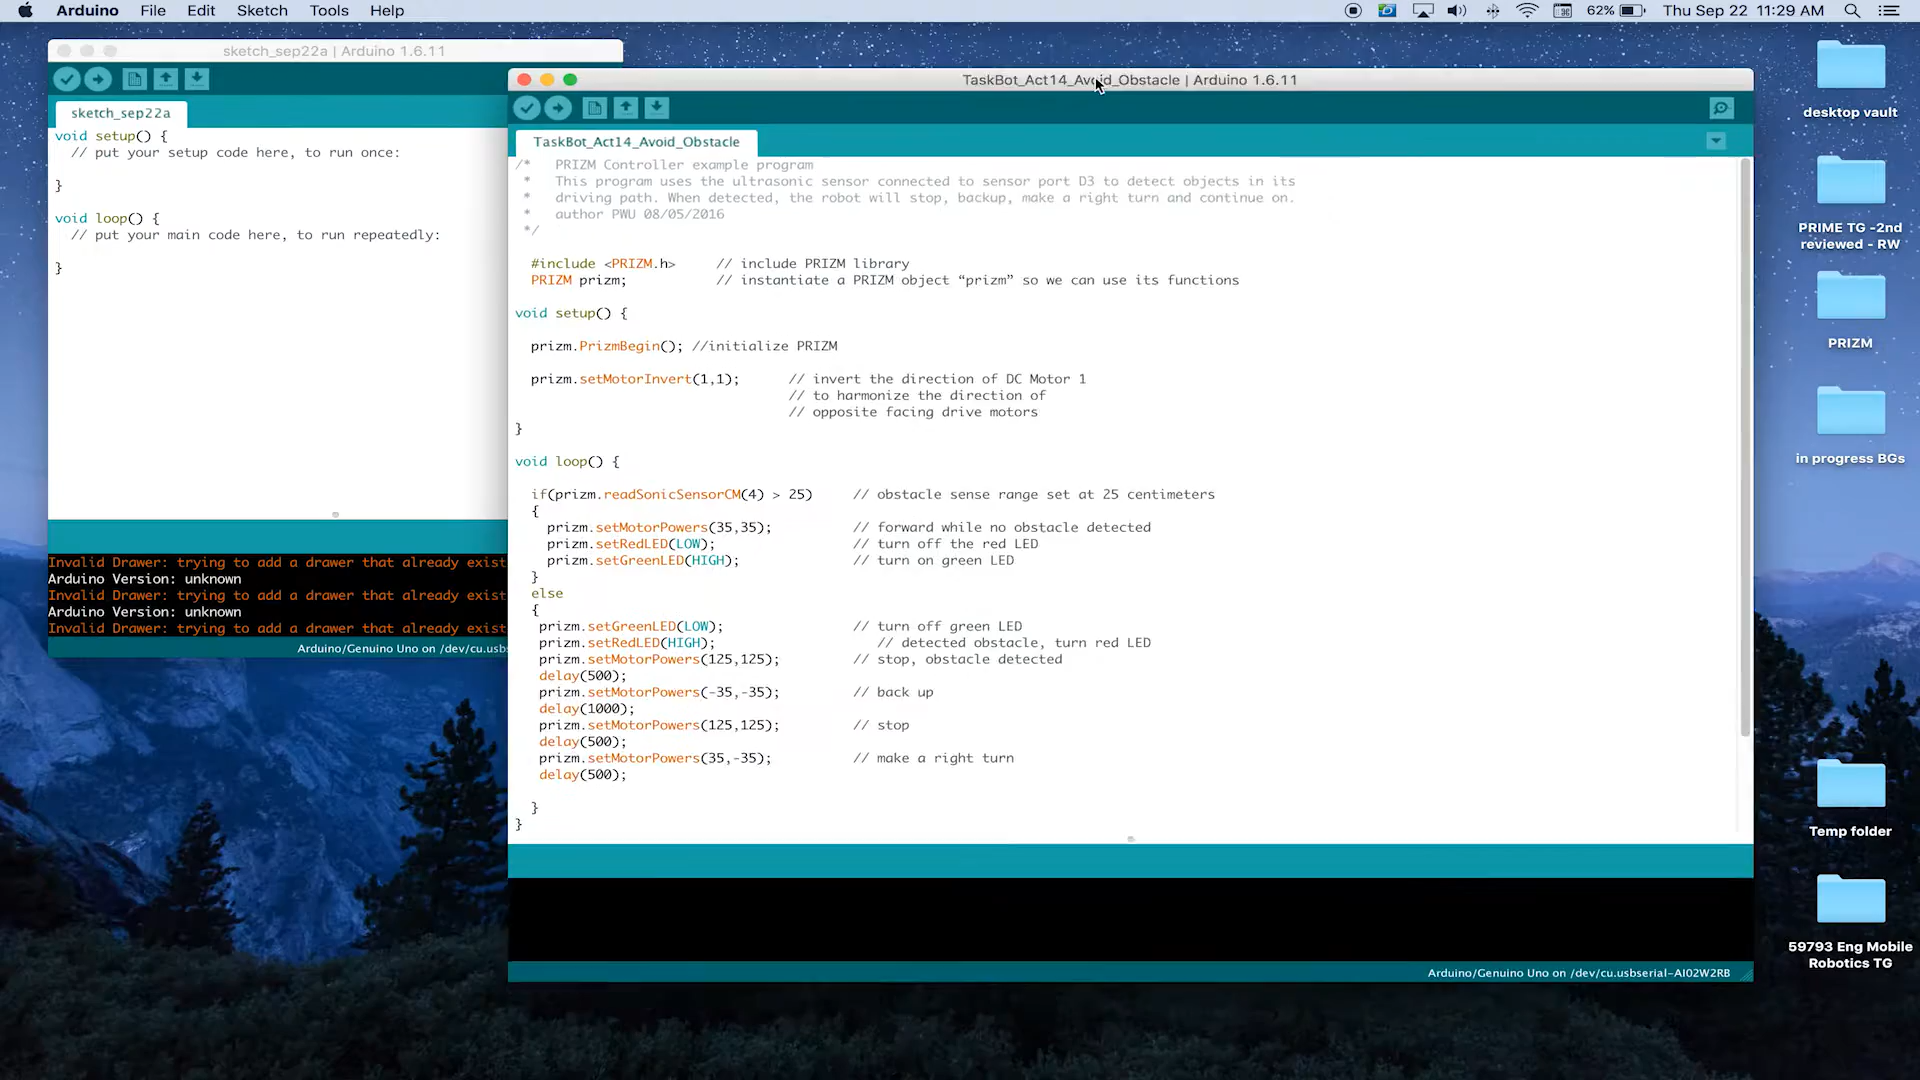 Arduino File Edit Sketch Tools Help 62% Thu Sep 22 11:29 AM
sketch_sep22a | Arduino 1.6.11
sketch_sep22a
void setup() {
// put your setup code here, to run once:
}
void loop() {
// put your main code here, to run repeatedly:
}
Invalid Drawer: trying to add a drawer that already exist
Arduino Version: unknown
Invalid Drawer: trying to add a drawer that already exist
Arduino Version: unknown
Invalid Drawer: trying to add a drawer that already exist
Arduino/Genuino Uno on /dev/cu.usbs
TaskBot_Act14_Avoid_Obstacle | Arduino 1.6.11
TaskBot_Act14_Avoid_Obstacle
/* PRIZM Controller example program
* This program uses the ultrasonic sensor connected to sensor port D3 to detect objects in its
* driving path. When detected, the robot will stop, backup, make a right turn and continue on.
* author PWU 08/05/2016
*/
#include <PRIZM.h> // include PRIZM library
PRIZM prizm; // instantiate a PRIZM object “prizm” so we can use its functions
void setup() {
prizm.PrizmBegin(); //initialize PRIZM
prizm.setMotorInvert(1,1); // invert the direction of DC Motor 1
// to harmonize the direction of
// opposite facing drive motors
}
void loop() {
if(prizm.readSonicSensorCM(4) > 25) // obstacle sense range set at 25 centimeters
{
prizm.setMotorPowers(35,35); // forward while no obstacle detected
prizm.setRedLED(LOW); // turn off the red LED
prizm.setGreenLED(HIGH); // turn on green LED
}
else
{
prizm.setGreenLED(LOW); // turn off green LED
prizm.setRedLED(HIGH); // detected obstacle, turn red LED
prizm.setMotorPowers(125,125); // stop, obstacle detected
delay(500);
prizm.setMotorPowers(-35,-35); // back up
delay(1000);
prizm.setMotorPowers(125,125); // stop
delay(500);
prizm.setMotorPowers(35,-35); // make a right turn
delay(500);
}
}
Arduino/Genuino Uno on /dev/cu.usbserial-AI02W2RB
desktop vault
PRIME TG -2nd
reviewed - RW
PRIZM
in progress BGs
Temp folder
59793 Eng Mobile
Robotics TG